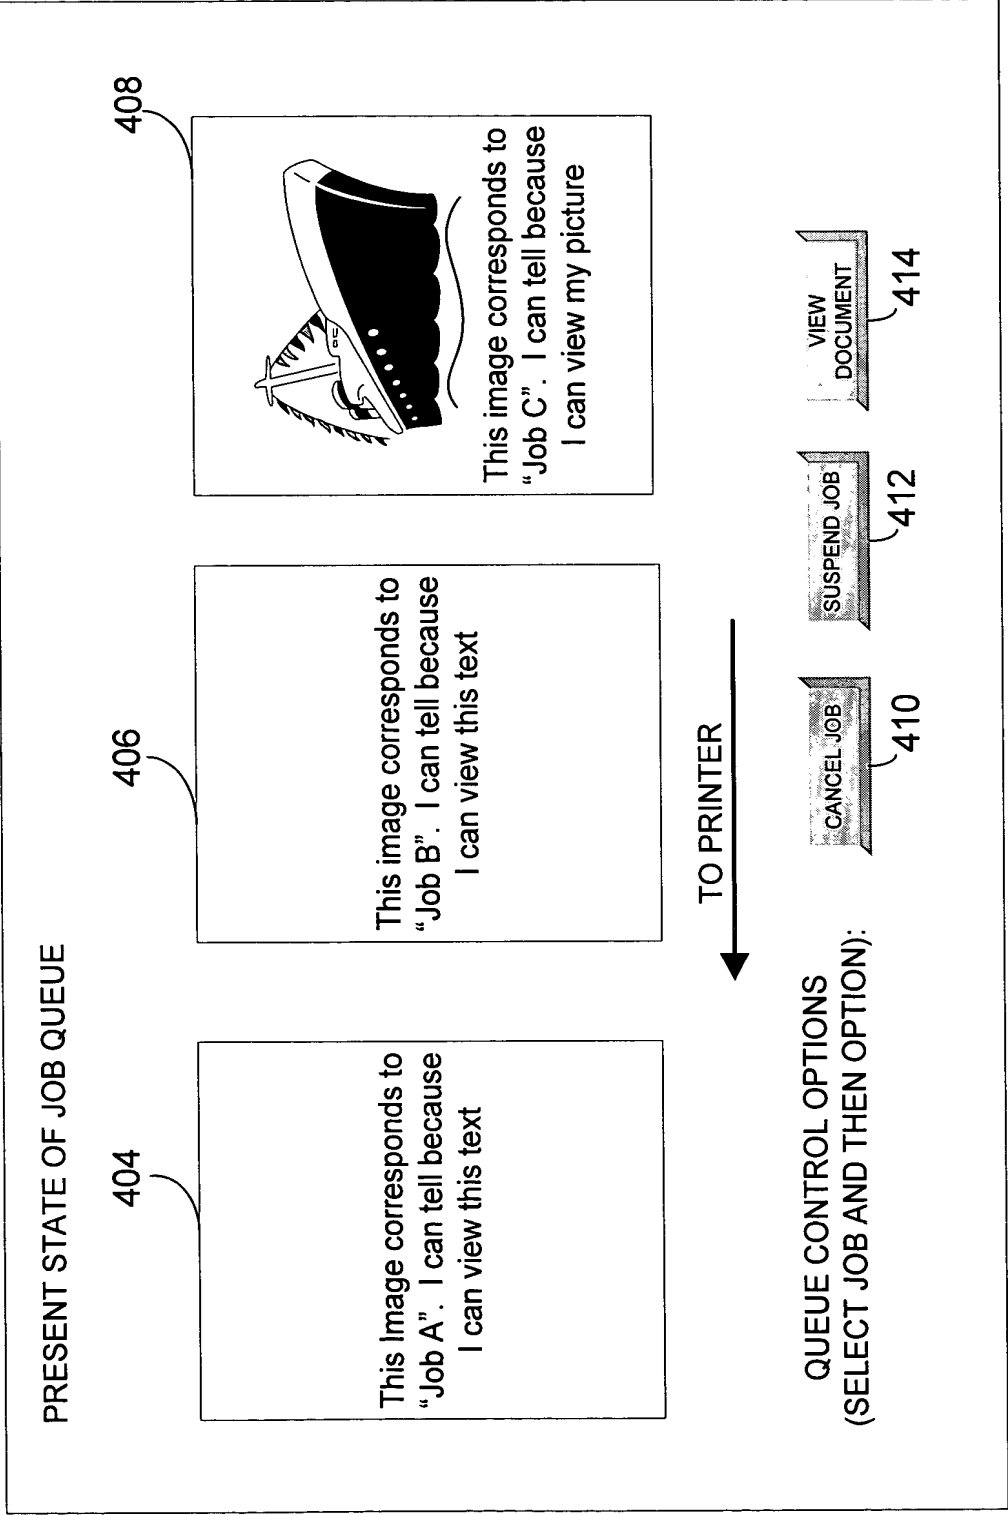 PRESENT STATE OF JOB QUEUE
404
406
408
This Image corresponds to
“Job A”. I can tell because
I can view this text
This image corresponds to
“Job B”. I can tell because
I can view this text
This image corresponds to
“Job C”. I can tell because
I can view my picture
TO PRINTER
QUEUE CONTROL OPTIONS
(SELECT JOB AND THEN OPTION):
CANCEL JOB
410
SUSPEND JOB
412
VIEW
DOCUMENT
414